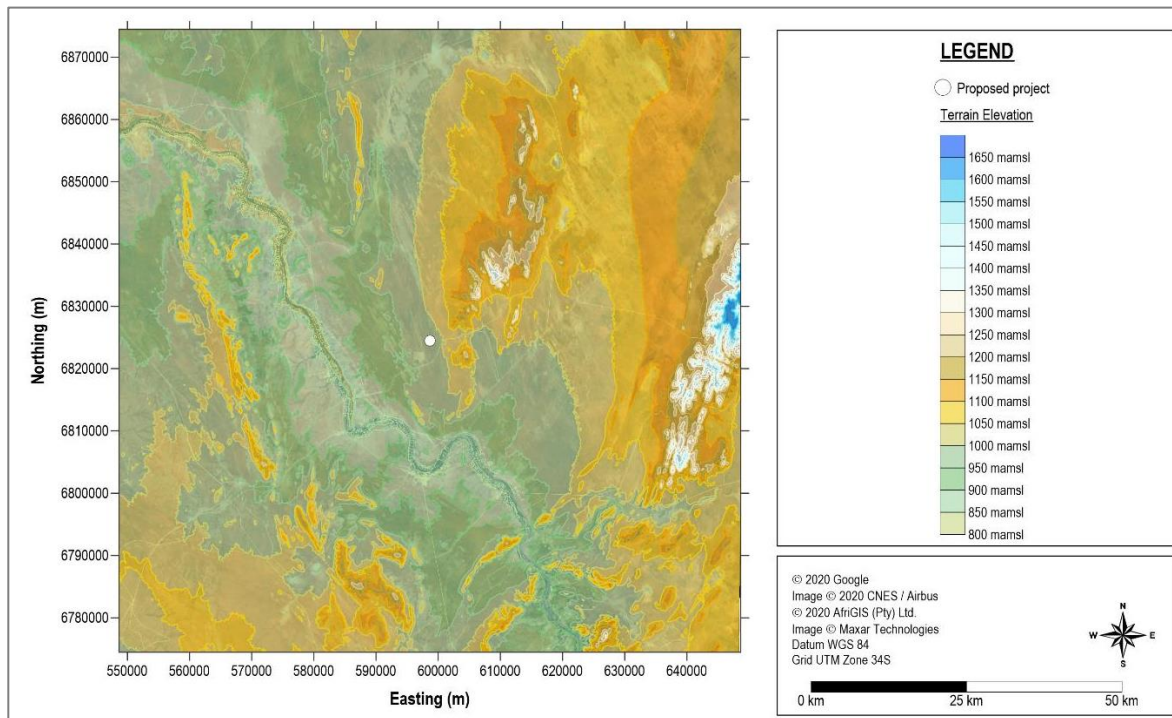 6870000
6860000
6850000
6840000
6830000
6820000
6810000
6800000
6790000
6780000
Northing (m)
550000 560000 570000 580000 590000 600000 610000 620000 630000 640000
Easting (m)
LEGEND
Proposed project
Terrain Elevation
1650 mamsl
1600 mamsl
1550 mamsl
1500 mamsl
1450 mamsl
1400 mamsl
1350 mamsl
1300 mamsl
1250 mamsl
1200 mamsl
1150 mamsl
1100 mamsl
1050 mamsl
1000 mamsl
950 mamsl
900 mamsl
850 mamsl
800 mamsl
© 2020 Google
Image © 2020 CNES / Airbus
© 2020 AfriGIS (Pty) Ltd.
Image © Maxar Technologies
Datum WGS 84
Grid UTM Zone 34S
N
W E
S
0 km 25 km 50 km